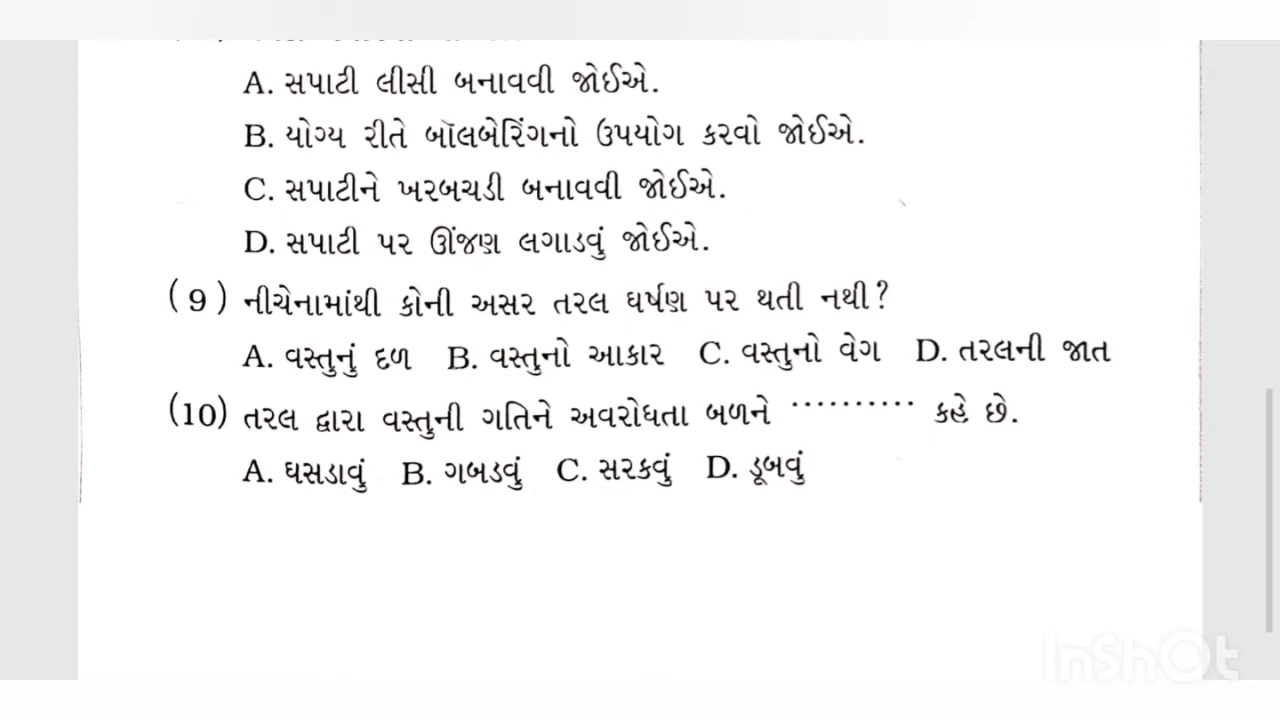 A. સપાટી લીસી બનાવવી જોઈએ.
B. યોગ્ય રીતે બૉલબેરિંગનો ઉપયોગ કરવો જોઈએ.
C. સપાટીને ખરબચડી બનાવવી જોઈએ.
D. સપાટી પર ઊંજણ લગાડવું જોઈએ.
(9) નીચેનામાંથી કોની અસર તરલ ઘર્ષણ પર થતી નથી?
A. વસ્તુનું દળ B. વસ્તુનો આકાર C. વસ્તુનો વેગ D. તરલની જાત
(10) તરલ દ્વારા વસ્તુની ગતિને અવરોધતા બળને .......... કહે છે.
A. ઘસડાવું B. ગબડવું C. સરકવું D. ડૂબવું
InShOt